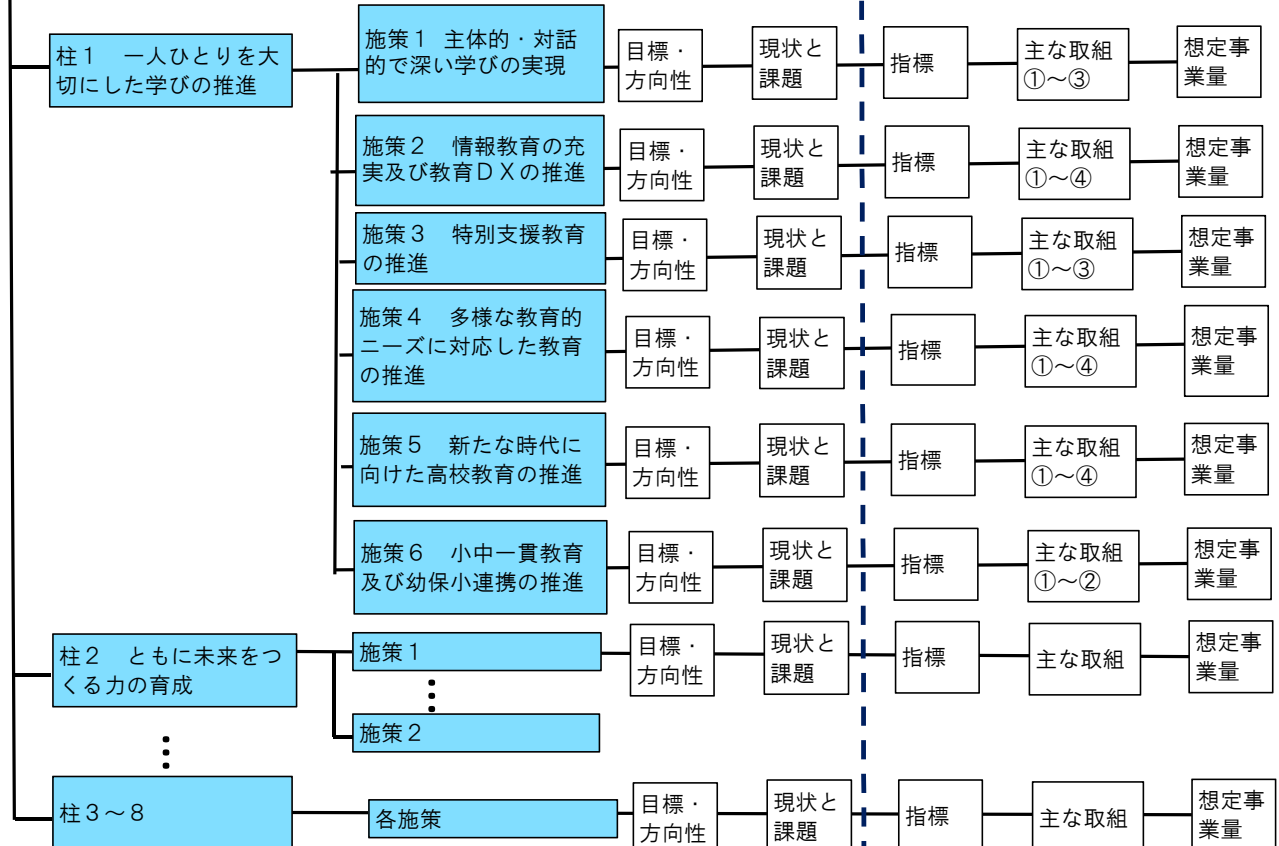 柱１　一人ひとりを大
切にした学びの推進
施策１ 主体的・対話
的で深い学びの実現
目標・
方向性
現状と
課題
指標
主な取組
①～③
想定事
業量
施策２　情報教育の充
実及び教育ＤＸの推進
目標・
方向性
現状と
課題
指標
主な取組
①～④
想定事
業量
施策３　特別支援教育
の推進
目標・
方向性
現状と
課題
指標
主な取組
①～③
想定事
業量
施策４　多様な教育的
ニーズに対応した教育
の推進
目標・
方向性
現状と
課題
指標
主な取組
①～④
想定事
業量
施策５　新たな時代に
向けた高校教育の推進
目標・
方向性
現状と
課題
指標
主な取組
①～④
想定事
業量
施策６　小中一貫教育
及び幼保小連携の推進
目標・
方向性
現状と
課題
指標
主な取組
①～②
想定事
業量
柱２　ともに未来をつ
くる力の育成
施策１
目標・
方向性
現状と
課題
指標
主な取組
想定事
業量
施策２
柱３～８
各施策
目標・
方向性
現状と
課題
指標
主な取組
想定事
業量